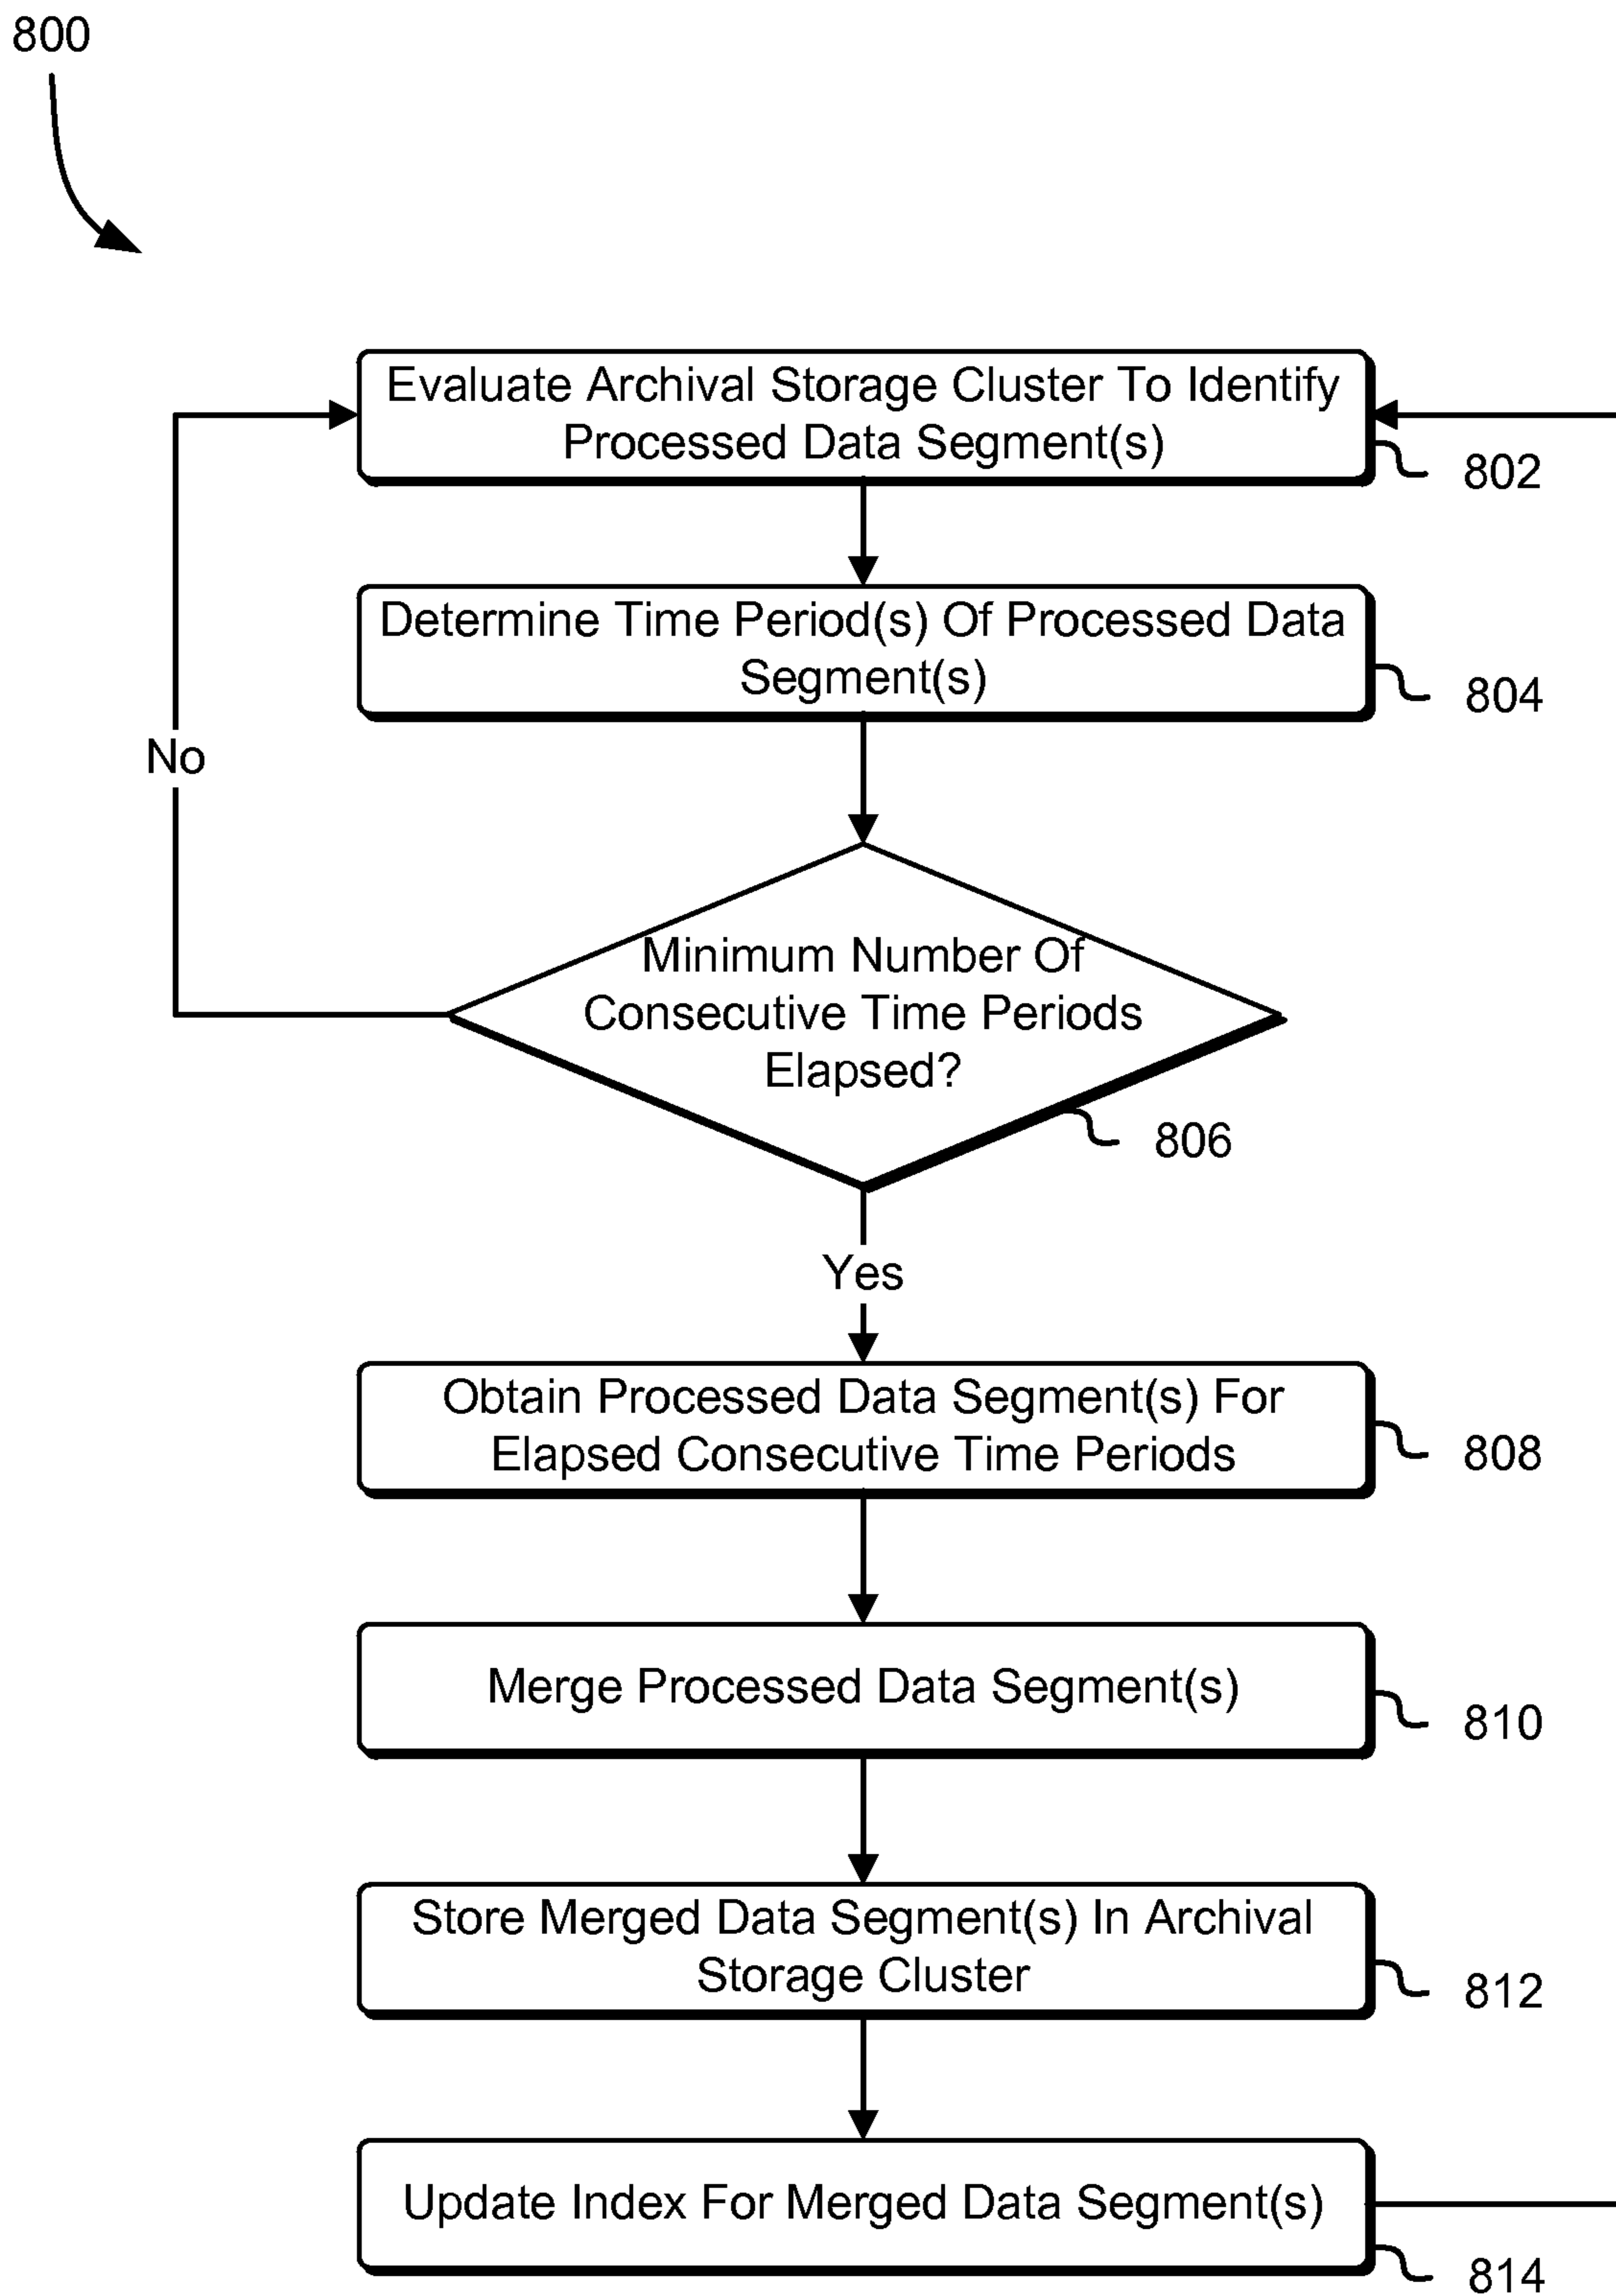 800
Evaluate Archival Storage Cluster To Identify
Processed Data Segment(s)
802
Determine Time Period(s) Of Processed Data
Segment(s)
804
No
Minimum Number Of
Consecutive Time Periods
Elapsed?
806
Yes
Obtain Processed Data Segment(s) For
Elapsed Consecutive Time Periods
808
Merge Processed Data Segment(s)
810
Store Merged Data Segment(s) In Archival
Storage Cluster
812
Update Index For Merged Data Segment(s)
814